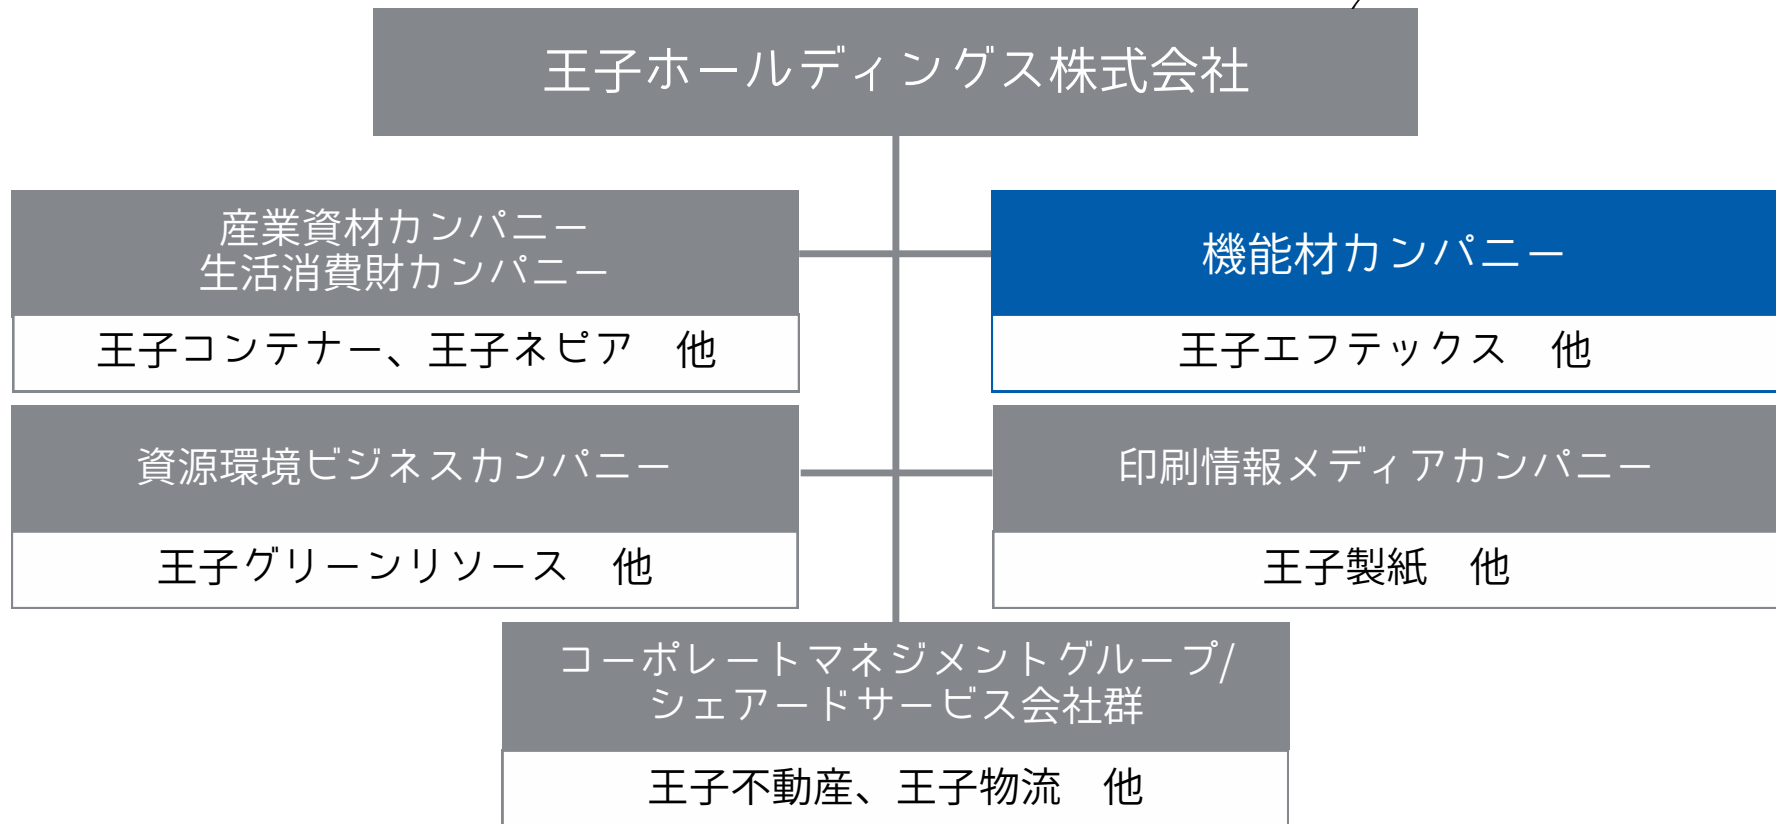 王子ホールディングス株式会社
産業資材カンパニー
生活消費財カンパニー
王子コンテナー、王子ネピア　他
機能材カンパニー
王子エフテックス　他
資源環境ビジネスカンパニー
王子グリーンリソース　他
印刷情報メディアカンパニー
王子製紙　他
コーポレートマネジメントグループ/
シェアードサービス会社群
王子不動産、王子物流　他